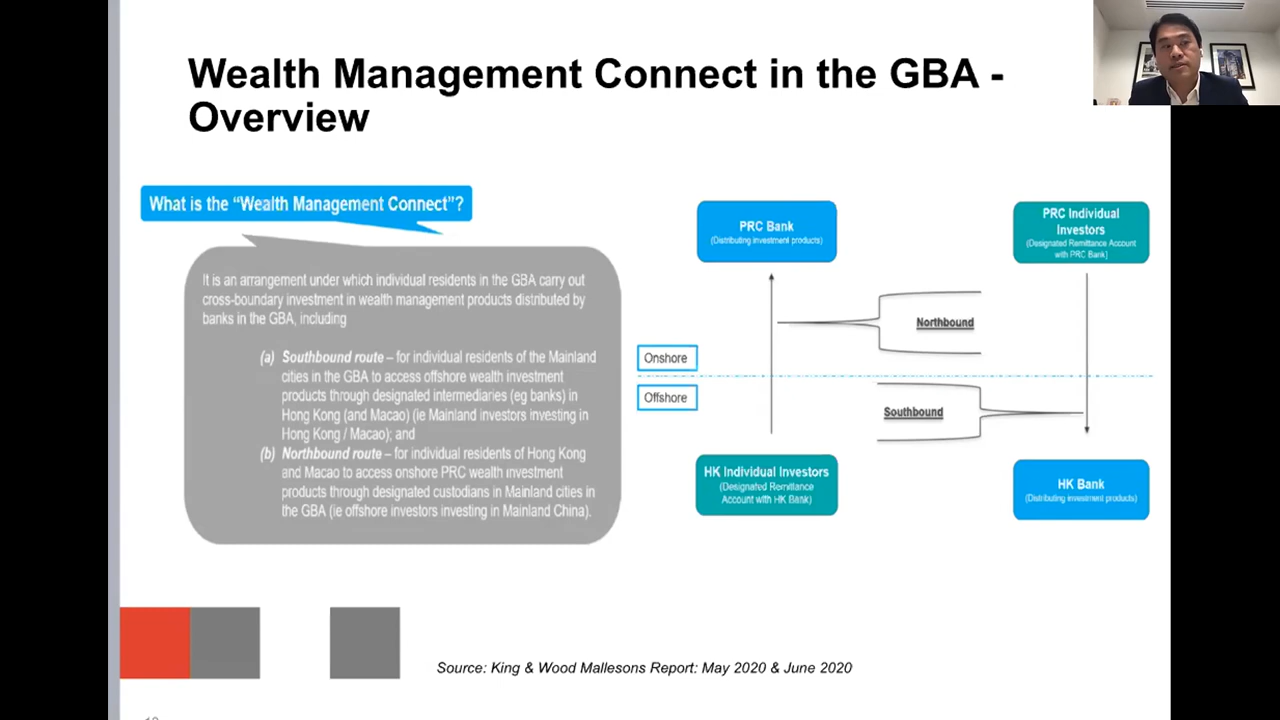 Wealth Management Connect in the GBA -
Overview
What is the “Wealth Management Connect”?
It is an arrangement under which individual residents in the GBA carry out
cross-boundary investment in wealth management products distributed by
banks in the GBA, including
(a) Southbound route – for individual residents of the Mainland
cities in the GBA to access offshore wealth investment
products through designated intermediaries (eg banks) in
Hong Kong (and Macao) (ie Mainland investors investing in
Hong Kong / Macao); and
(b) Northbound route – for individual residents of Hong Kong
and Macao to access onshore PRC wealth investment
products through designated custodians in Mainland cities in
the GBA (ie offshore investors investing in Mainland China).
PRC Bank
(Distributing investment products)
PRC Individual
Investors
(Designated Remittance Account
with PRC Bank)
Northbound
Onshore
Offshore
Southbound
HK Individual Investors
(Designated Remittance
Account with HK Bank)
HK Bank
(Distributing investment products)
Source: King & Wood Mallesons Report: May 2020 & June 2020